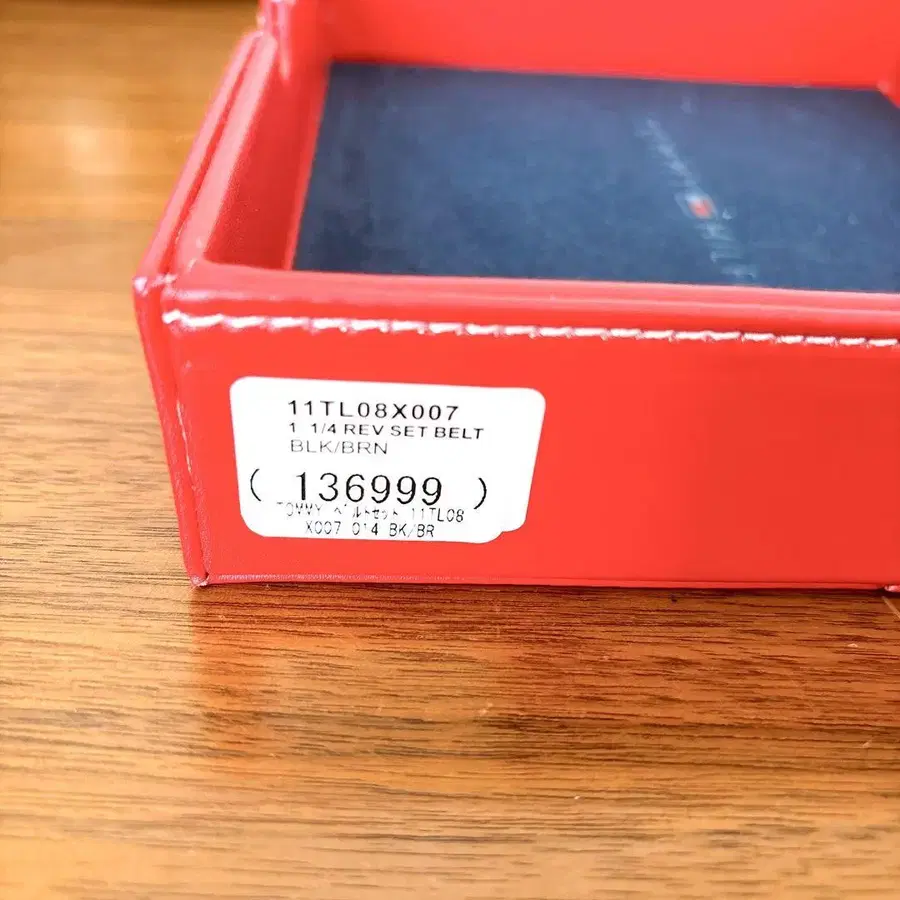 HILF
11TL08X007
1 1/4 REV SET BELT
BLK/BRN
( 136999 )
TOMMY ベルトセット 11TL08
X007 014 BK/BR